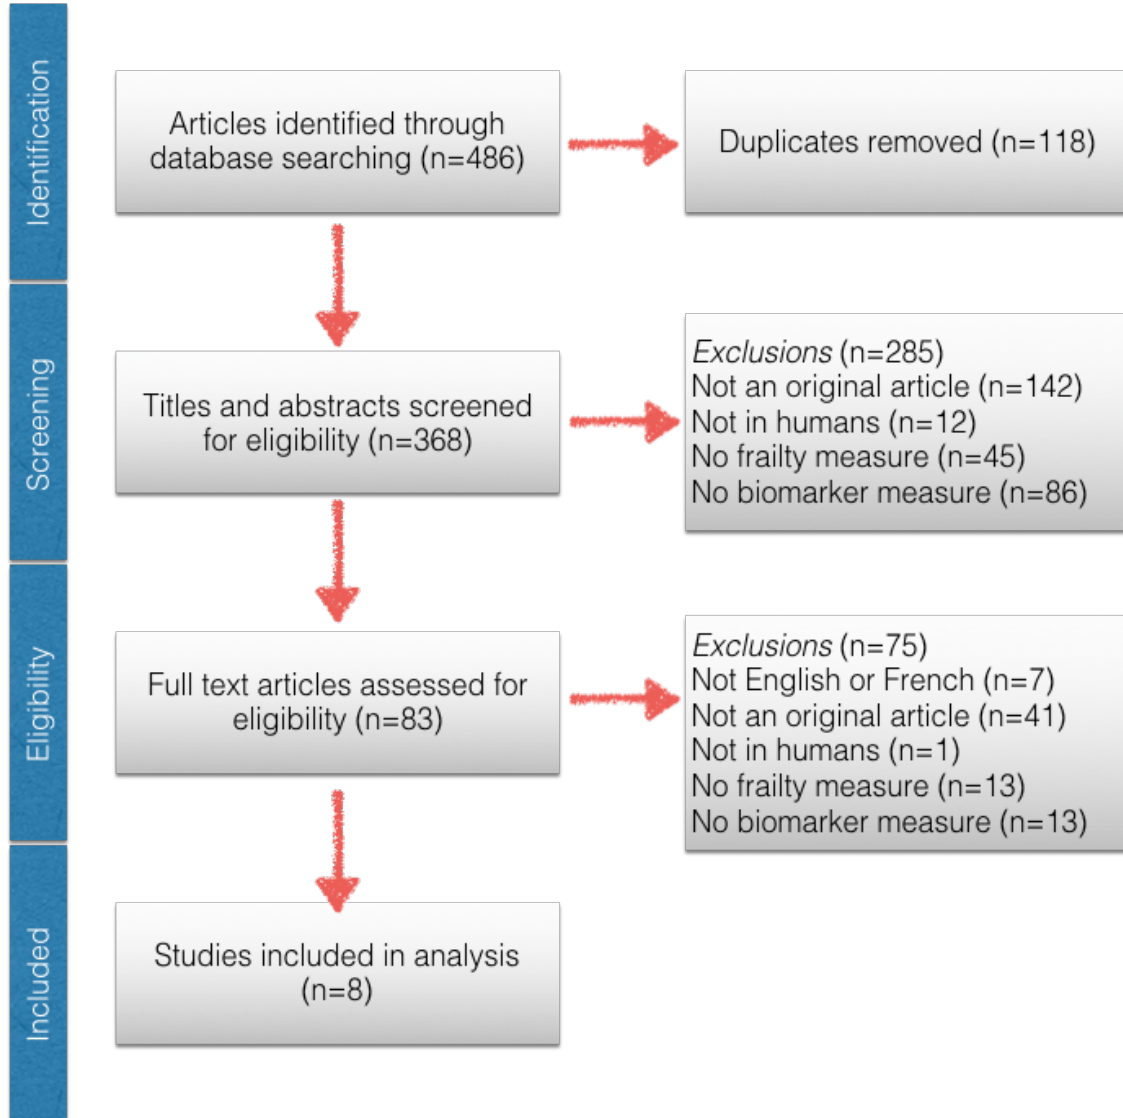 Identification
Articles identified through
database searching (n=486)
Duplicates removed (n=118)
Screening
Titles and abstracts screened
for eligibility (n=368)
Exclusions (n=285)
Not an original article (n=142)
Not in humans (n=12)
No frailty measure (n=45)
No biomarker measure (n=86)
Eligibility
Full text articles assessed for
eligibility (n=83)
Exclusions (n=75)
Not English or French (n=7)
Not an original article (n=41)
Not in humans (n=1)
No frailty measure (n=13)
No biomarker measure (n=13)
Included
Studies included in analysis
(n=8)